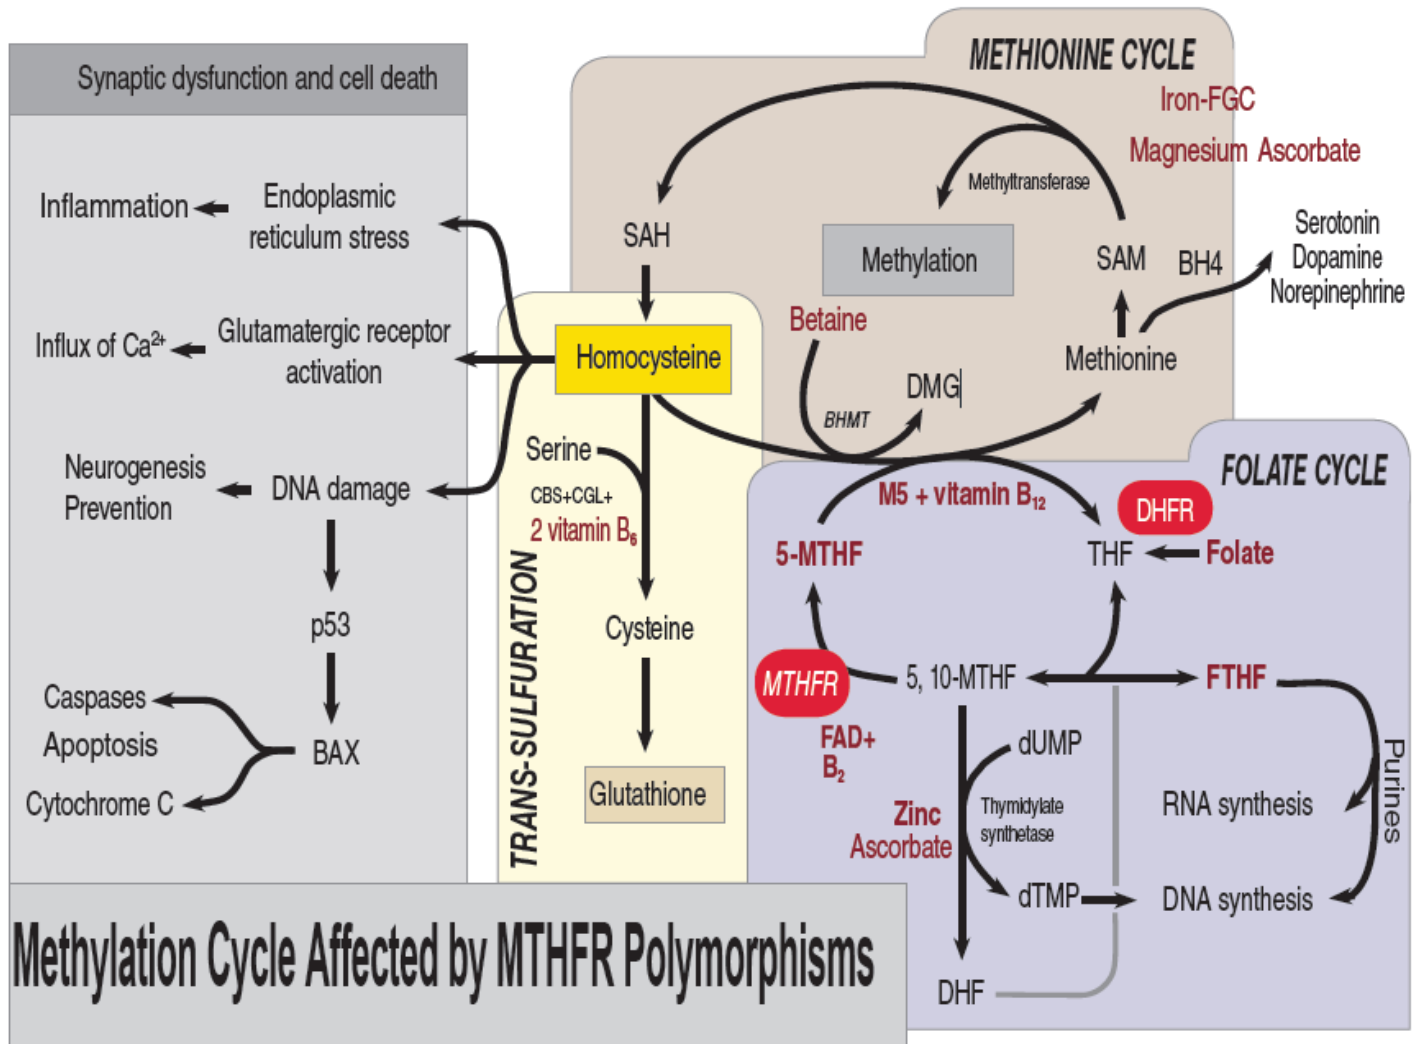 METHIONINE CYCLE
Iron-FGC
Magnesium Ascorbate
Synaptic dysfunction and cell death
Inflammation
Endoplasmic
reticulum stress
Influx of Ca²⁺
Glutamatergic receptor
activation
Neurogenesis
Prevention
DNA damage
p53
Caspases
Apoptosis
Cytochrome C
BAX
SAH
Methyltransferase
Methylation
SAM
BH4
Serotonin
Dopamine
Norepinephrine
Betaine
Homocysteine
DMG
Methionine
BHMT
Serine
CBS+CGL+
2 vitamin B₆
TRANS-SULFURATION
Cysteine
Glutathione
FOLATE CYCLE
M5 + vitamin B₁₂
DHFR
5-MTHF
THF
Folate
MTHFR
5, 10-MTHF
FTHF
FAD+
B₂
dUMP
Zinc
Ascorbate
Thymidylate
synthetase
Purines
RNA synthesis
dTMP
DNA synthesis
DHF
Methylation Cycle Affected by MTHFR Polymorphisms